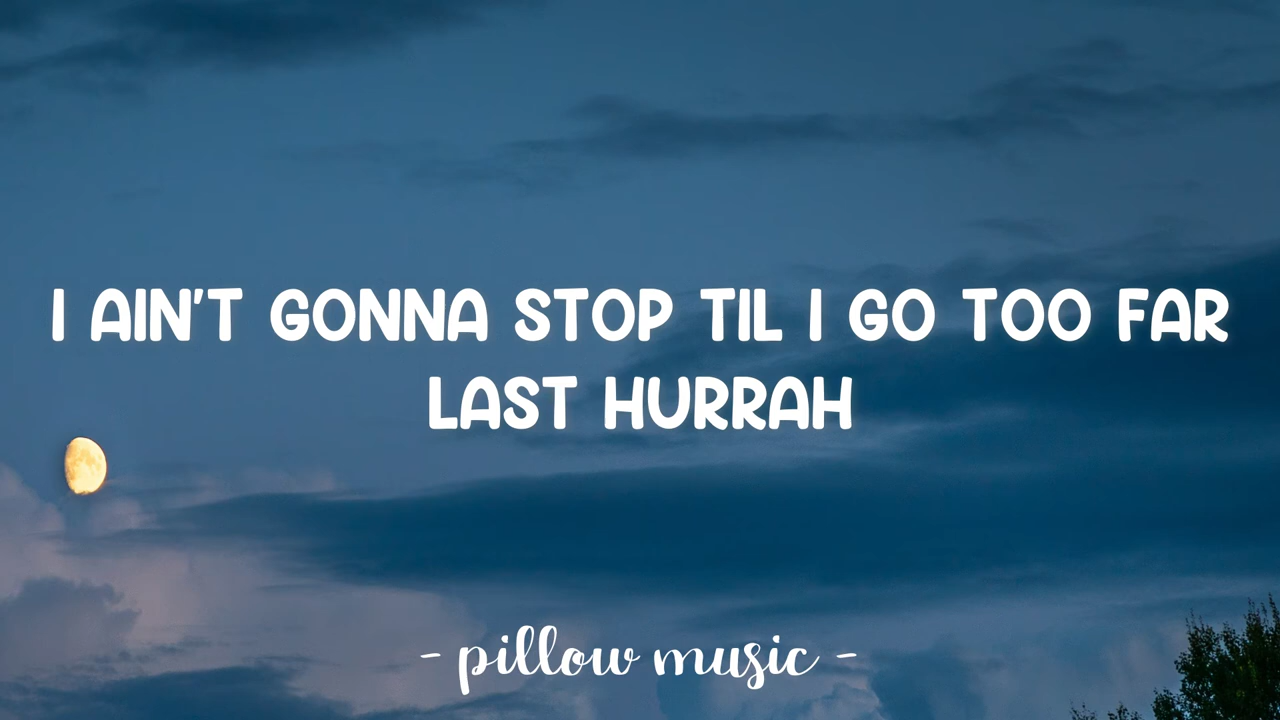 I AIN'T GONNA STOP TIL I GO TOO FAR
LAST HURRAH
- pillow music -